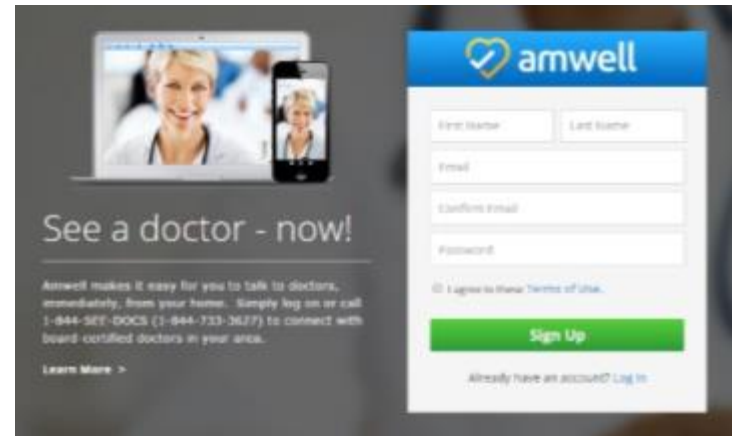 amwell
First Name
Last Name
Email
Confirm Email
Password
I agree to these Terms of Use.
Sign Up
Already have an account? Log In
See a doctor - now!
Amwell makes it easy for you to talk to doctors,
immediately, from your home. Simply log on or call
1-844-SEE-DOCS (1-844-733-3627) to connect with
board-certified doctors in your area.
Learn More >